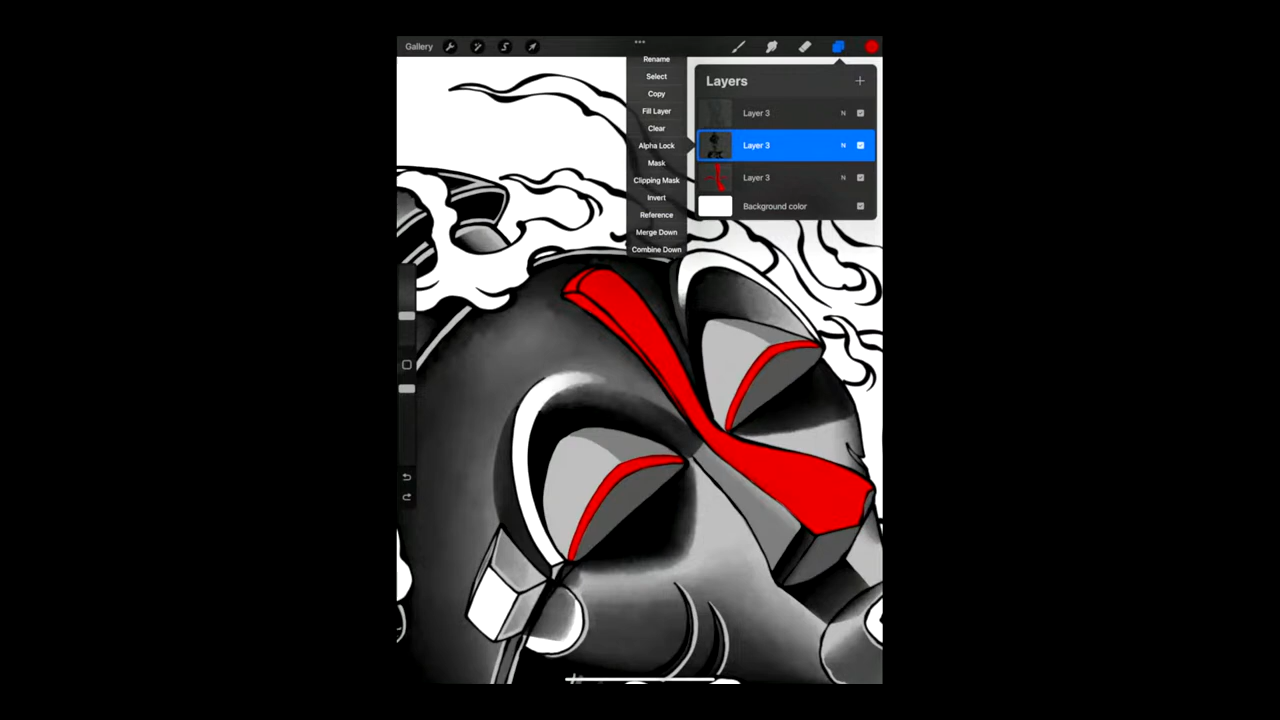 Gallery
Rename
Select
Copy
Fill Layer
Clear
Alpha Lock
Mask
Clipping Mask
Invert
Reference
Merge Down
Combine Down
Layers
Layer 3 N
Layer 3 N
Layer 3 N
Background color